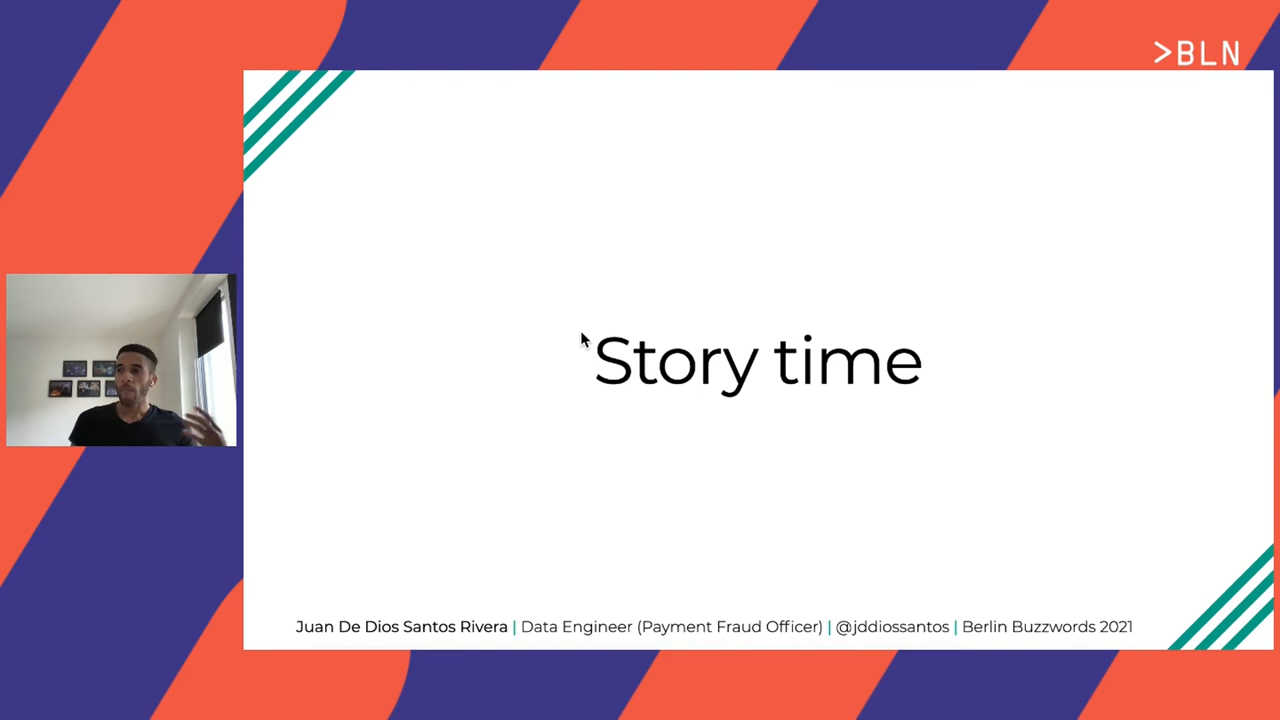 >BLN
Story time
Juan De Dios Santos Rivera | Data Engineer (Payment Fraud Officer) | @jddiossantos | Berlin Buzzwords 2021